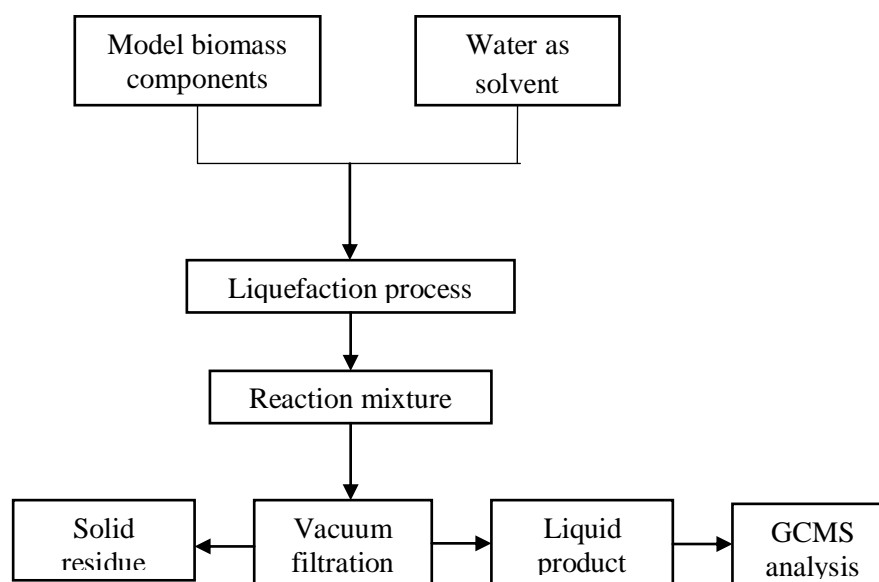 Model biomass
components
Water as
solvent
Liquefaction process
Reaction mixture
Solid
residue
Vacuum
filtration
Liquid
product
GCMS
analysis